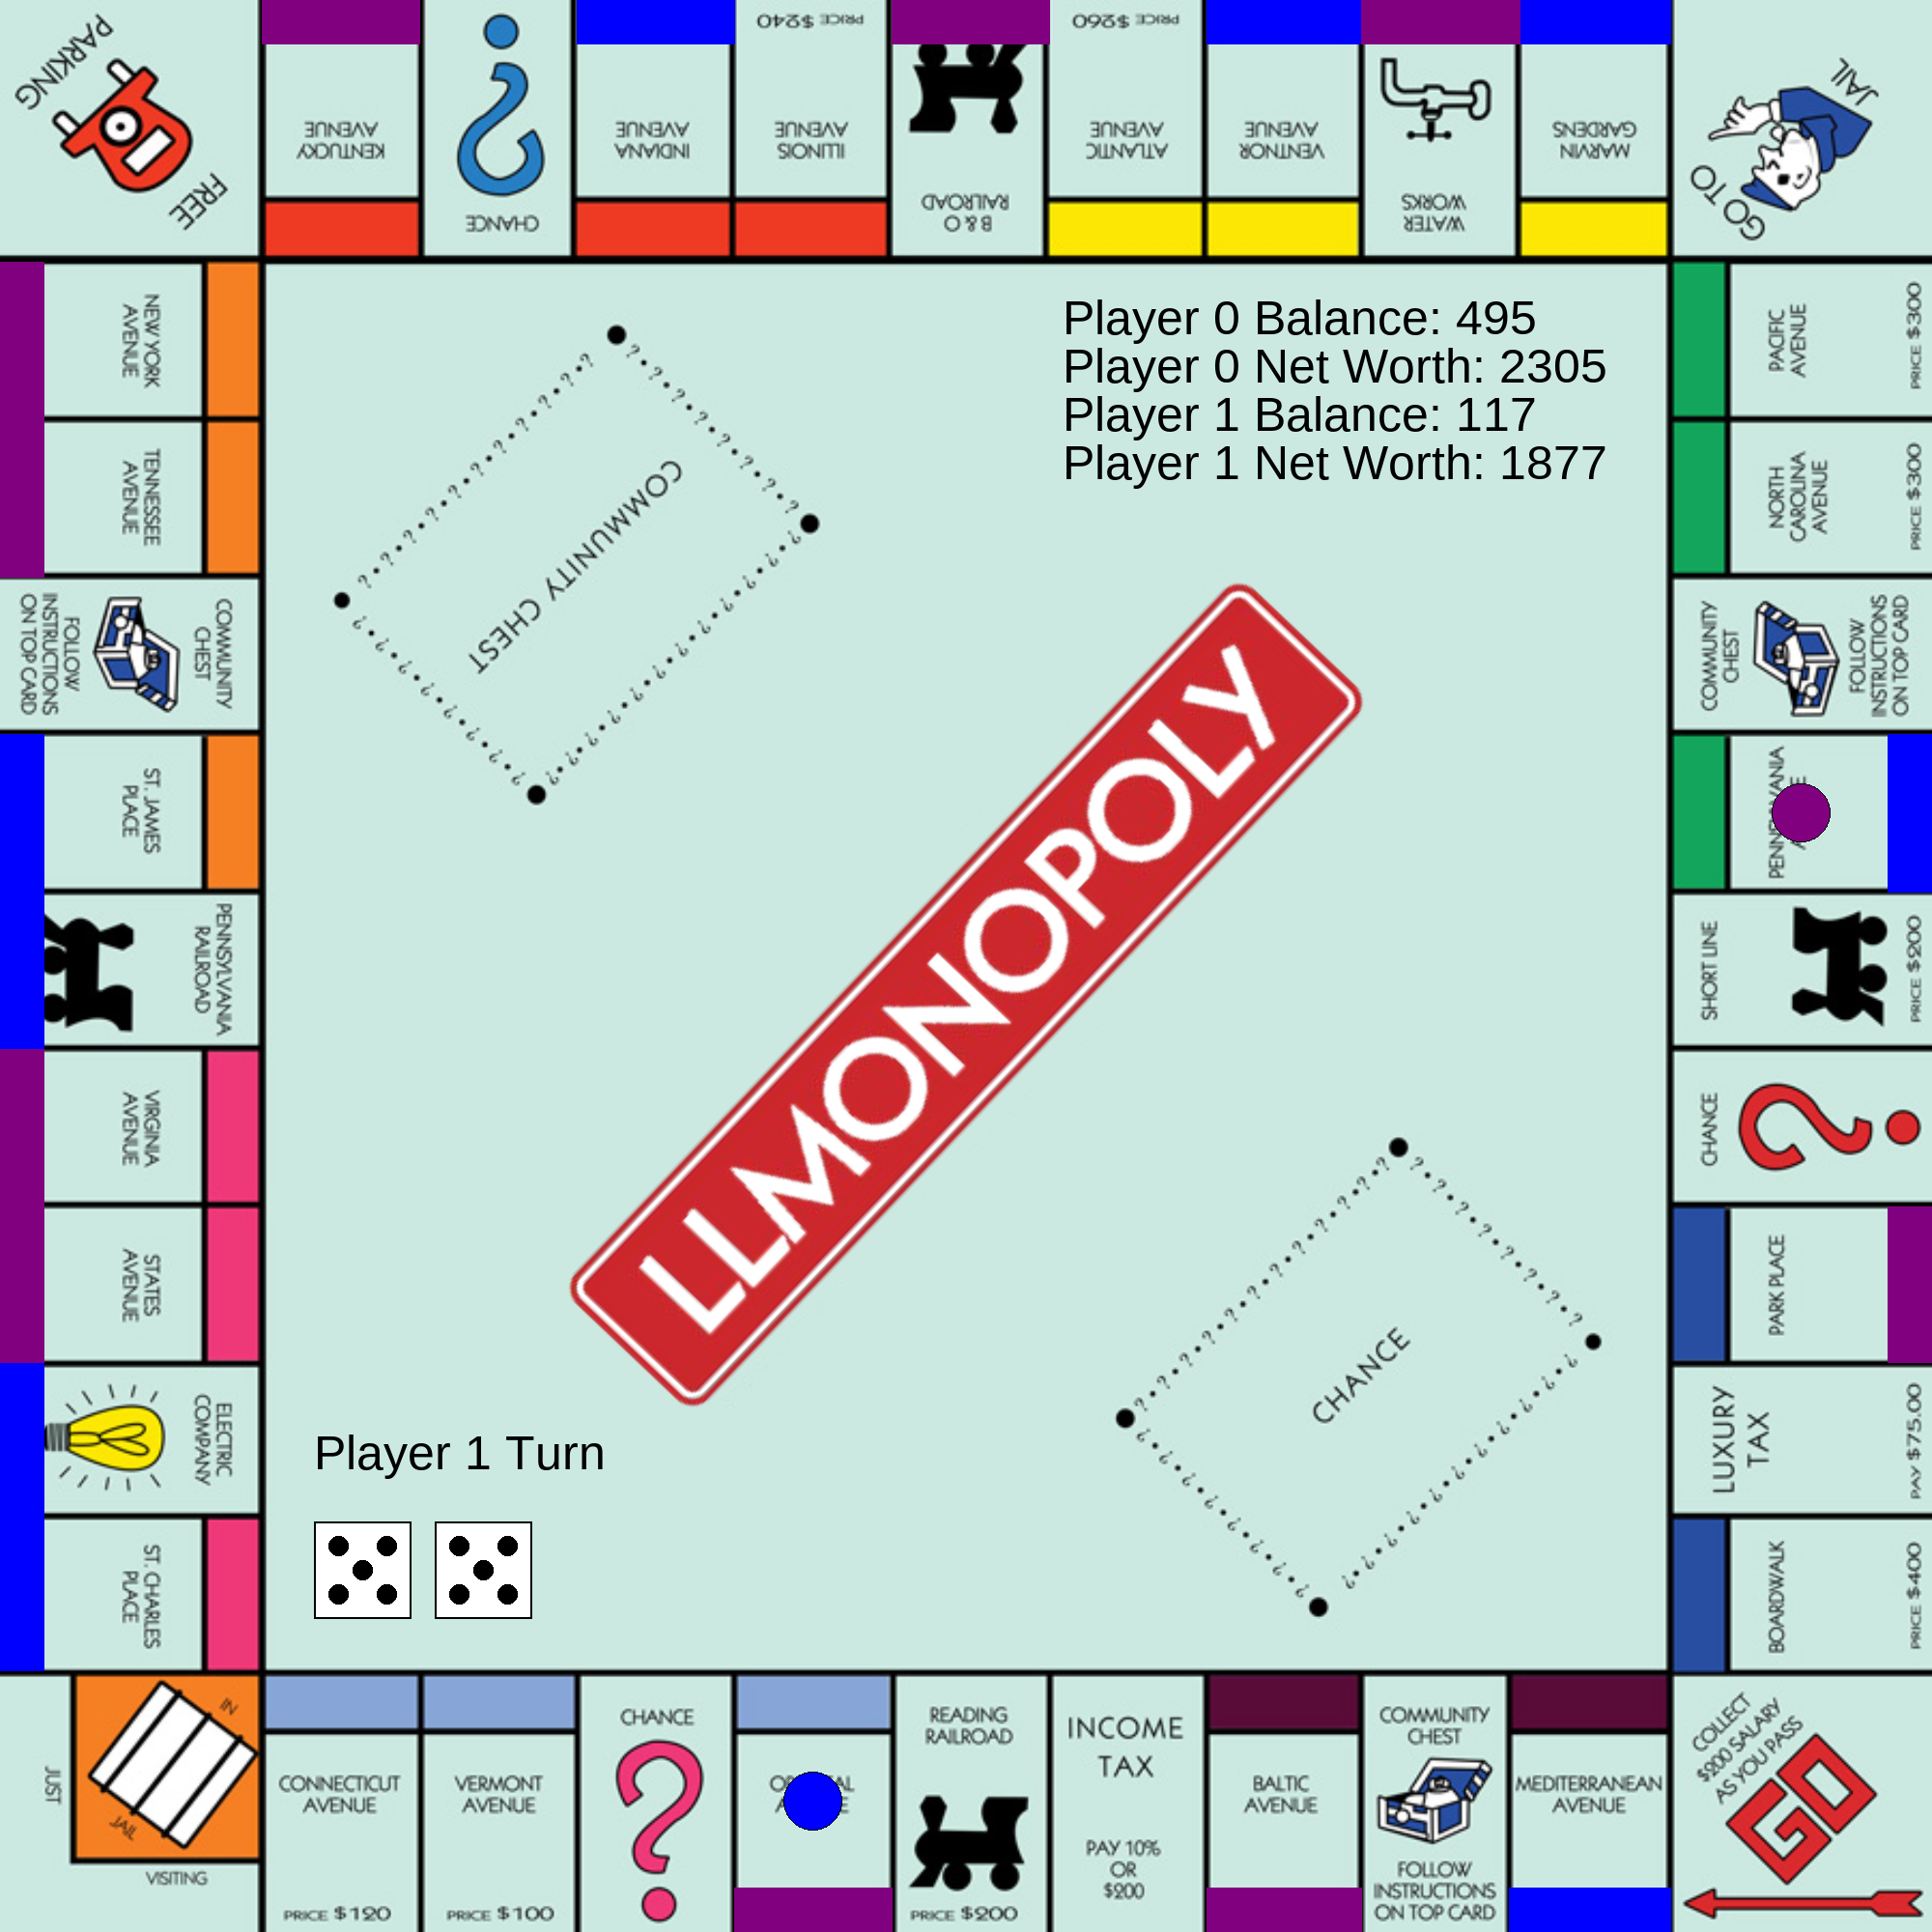 PARKING
FREE
KENTUCKY
AVENUE
CHANCE
INDIANA
AVENUE
PRICE $240
ILLINOIS
AVENUE
B & O
RAILROAD
PRICE $260
ATLANTIC
AVENUE
VENTNOR
AVENUE
WATER
WORKS
MARVIN
GARDENS
GO TO
JAIL
Player 0 Balance: 495
Player 0 Net Worth: 2305
Player 1 Balance: 117
Player 1 Net Worth: 1877
NEW YORK
AVENUE
TENNESSEE
AVENUE
COMMUNITY
CHEST
FOLLOW
INSTRUCTIONS
ON TOP CARD
ST. JAMES
PLACE
PENNSYLVANIA
RAILROAD
VIRGINIA
AVENUE
STATES
AVENUE
ELECTRIC
COMPANY
ST. CHARLES
PLACE
COMMUNITY CHEST
LLMONOPOLY
CHANCE
Player 1 Turn
PACIFIC
AVENUE
PRICE $300
NORTH
CAROLINA
AVENUE
PRICE $300
COMMUNITY
CHEST
FOLLOW
INSTRUCTIONS
ON TOP CARD
SHORT LINE
PRICE $200
CHANCE
PARK PLACE
LUXURY
TAX
PAY $75.00
BOARDWALK
PRICE $400
JUST
VISITING
IN
JAIL
CONNECTICUT
AVENUE
PRICE $120
VERMONT
AVENUE
PRICE $100
CHANCE
READING
RAILROAD
PRICE $200
INCOME
TAX
PAY 10%
OR
$200
BALTIC
AVENUE
COMMUNITY
CHEST
FOLLOW
INSTRUCTIONS
ON TOP CARD
MEDITERRANEAN
AVENUE
COLLECT
$200 SALARY
AS YOU PASS
GO